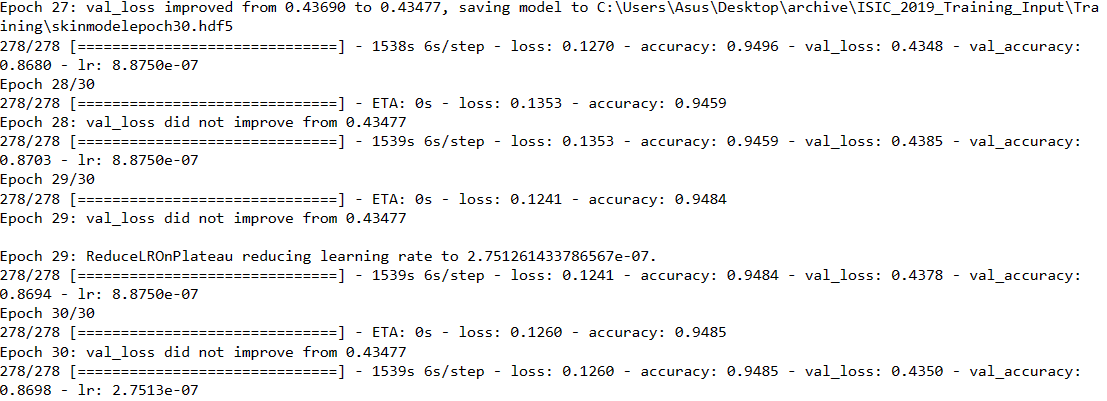 Epoch 27: val_loss improved from 0.43690 to 0.43477, saving model to C:\Users\Asus\Desktop\archive\ISIC_2019_Training_Input\Tra
ining\skinmodelepoch30.hdf5
278/278 [==============================] - 1538s 6s/step - loss: 0.1270 - accuracy: 0.9496 - val_loss: 0.4348 - val_accuracy:
0.8680 - lr: 8.8750e-07
Epoch 28/30
278/278 [==============================] - ETA: 0s - loss: 0.1353 - accuracy: 0.9459
Epoch 28: val_loss did not improve from 0.43477
278/278 [==============================] - 1539s 6s/step - loss: 0.1353 - accuracy: 0.9459 - val_loss: 0.4385 - val_accuracy:
0.8703 - lr: 8.8750e-07
Epoch 29/30
278/278 [==============================] - ETA: 0s - loss: 0.1241 - accuracy: 0.9484
Epoch 29: val_loss did not improve from 0.43477

Epoch 29: ReduceLROnPlateau reducing learning rate to 2.751261433786567e-07.
278/278 [==============================] - 1539s 6s/step - loss: 0.1241 - accuracy: 0.9484 - val_loss: 0.4378 - val_accuracy:
0.8694 - lr: 8.8750e-07
Epoch 30/30
278/278 [==============================] - ETA: 0s - loss: 0.1260 - accuracy: 0.9485
Epoch 30: val_loss did not improve from 0.43477
278/278 [==============================] - 1539s 6s/step - loss: 0.1260 - accuracy: 0.9485 - val_loss: 0.4350 - val_accuracy:
0.8698 - lr: 2.7513e-07